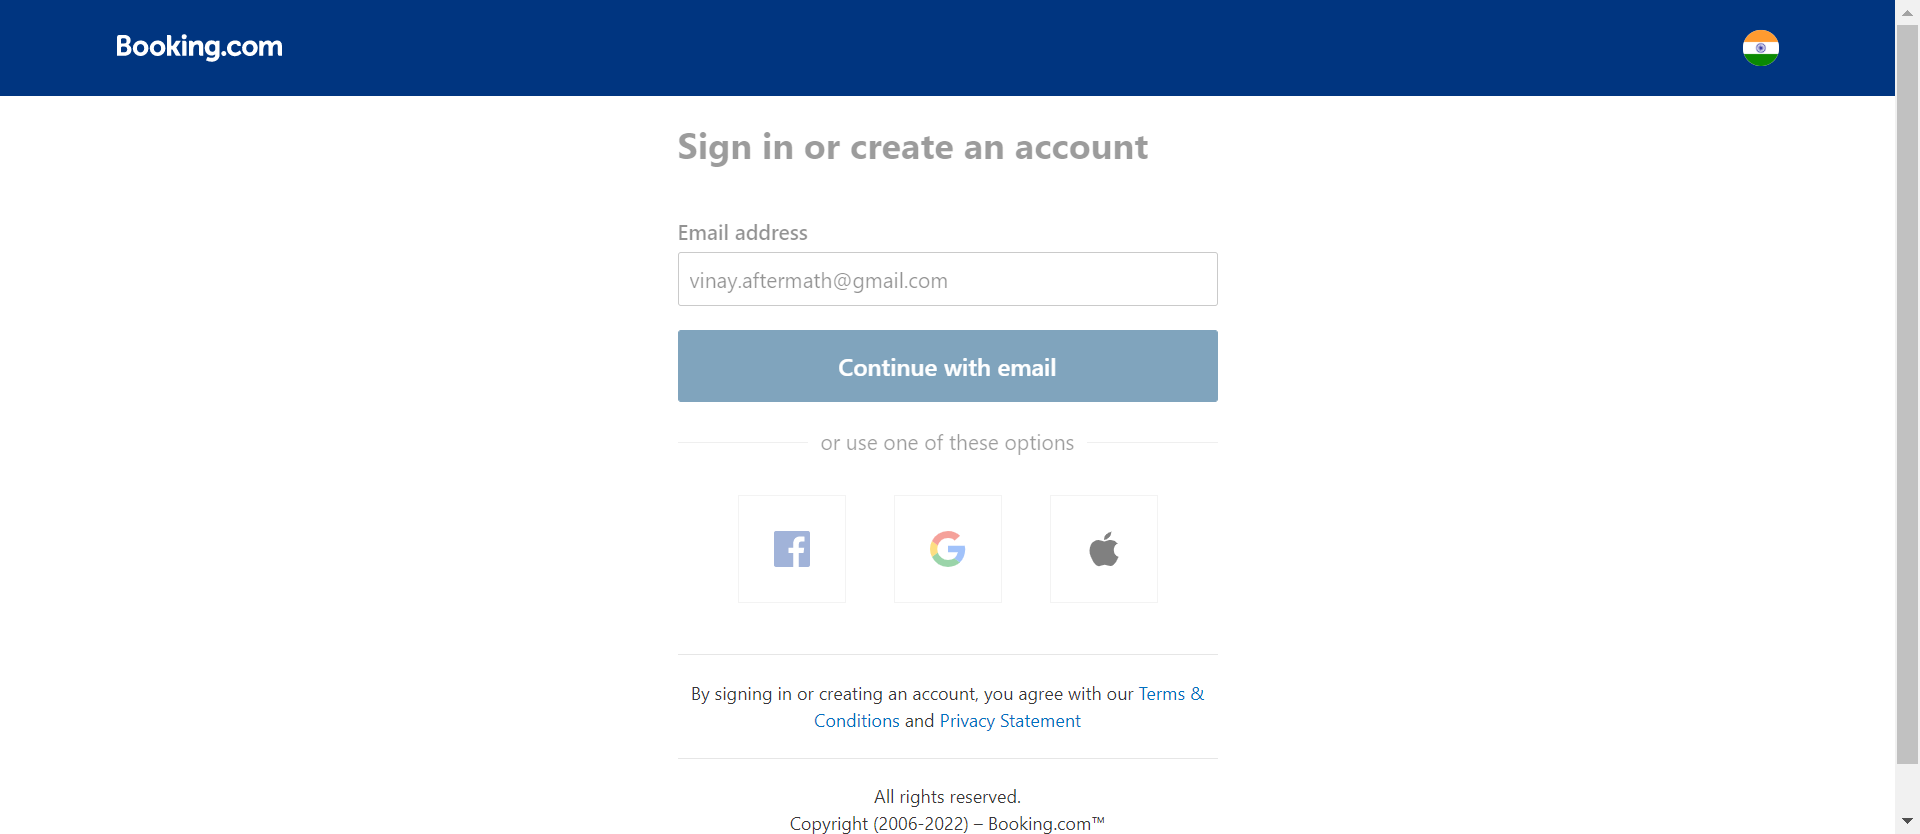 Booking.com
Sign in or create an account
Email address
vinay.aftermath@gmail.com
Continue with email
or use one of these options
By signing in or creating an account, you agree with our Terms &
Conditions and Privacy Statement
All rights reserved.
Copyright (2006-2022) – Booking.com™